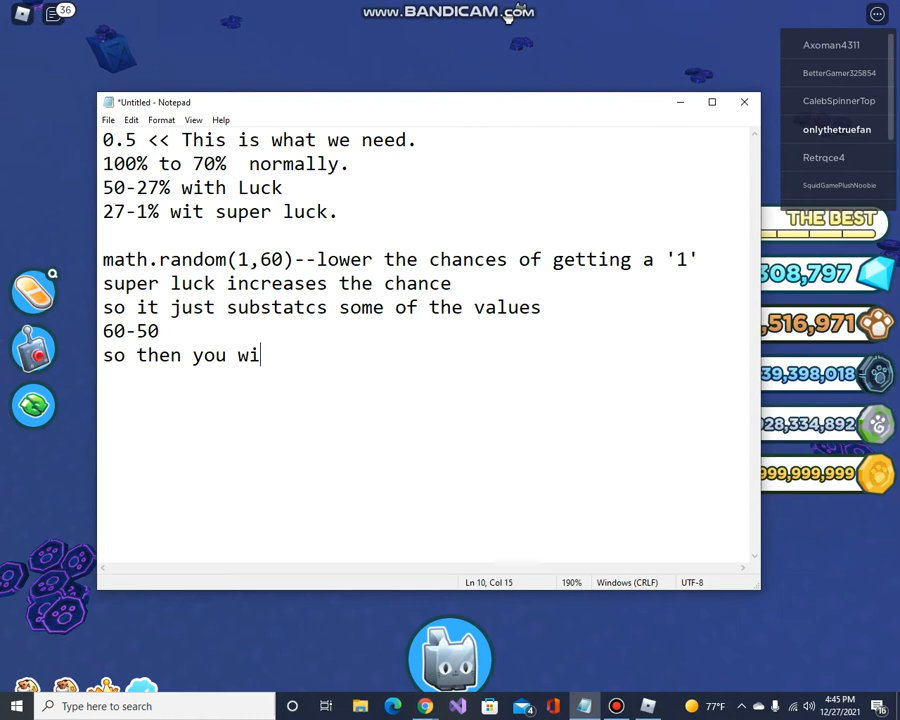 36
www.BANDICAM.com
Axoman4311
BetterGamer325854
CalebSpinnerTop
onlythetruefan
Retrqce4
SquidGamePlushNoobie
*Untitled - Notepad
File Edit Format View Help
0.5 << This is what we need.
100% to 70%  normally.
50-27% with Luck
27-1% wit super luck.
math.random(1,60)--lower the chances of getting a '1'
super luck increases the chance
so it just substatcs some of the values
60-50
so then you wi
THE BEST
308,797
,516,971
39,398,018
028,334,892
999,999,999
Ln 10, Col 15 190% Windows (CRLF) UTF-8
Type here to search
4
77°F
4:45 PM
12/27/2021
16